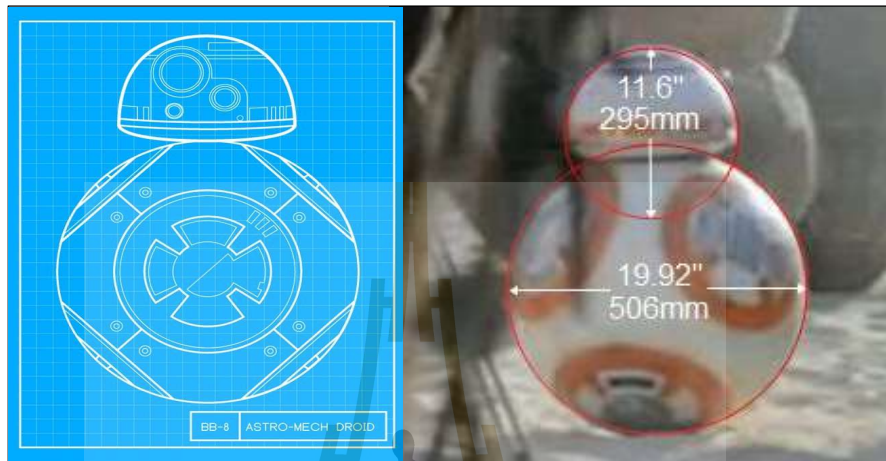 BB-8 ASTRO-MECH DROID
11.6"
295mm
19.92"
506mm